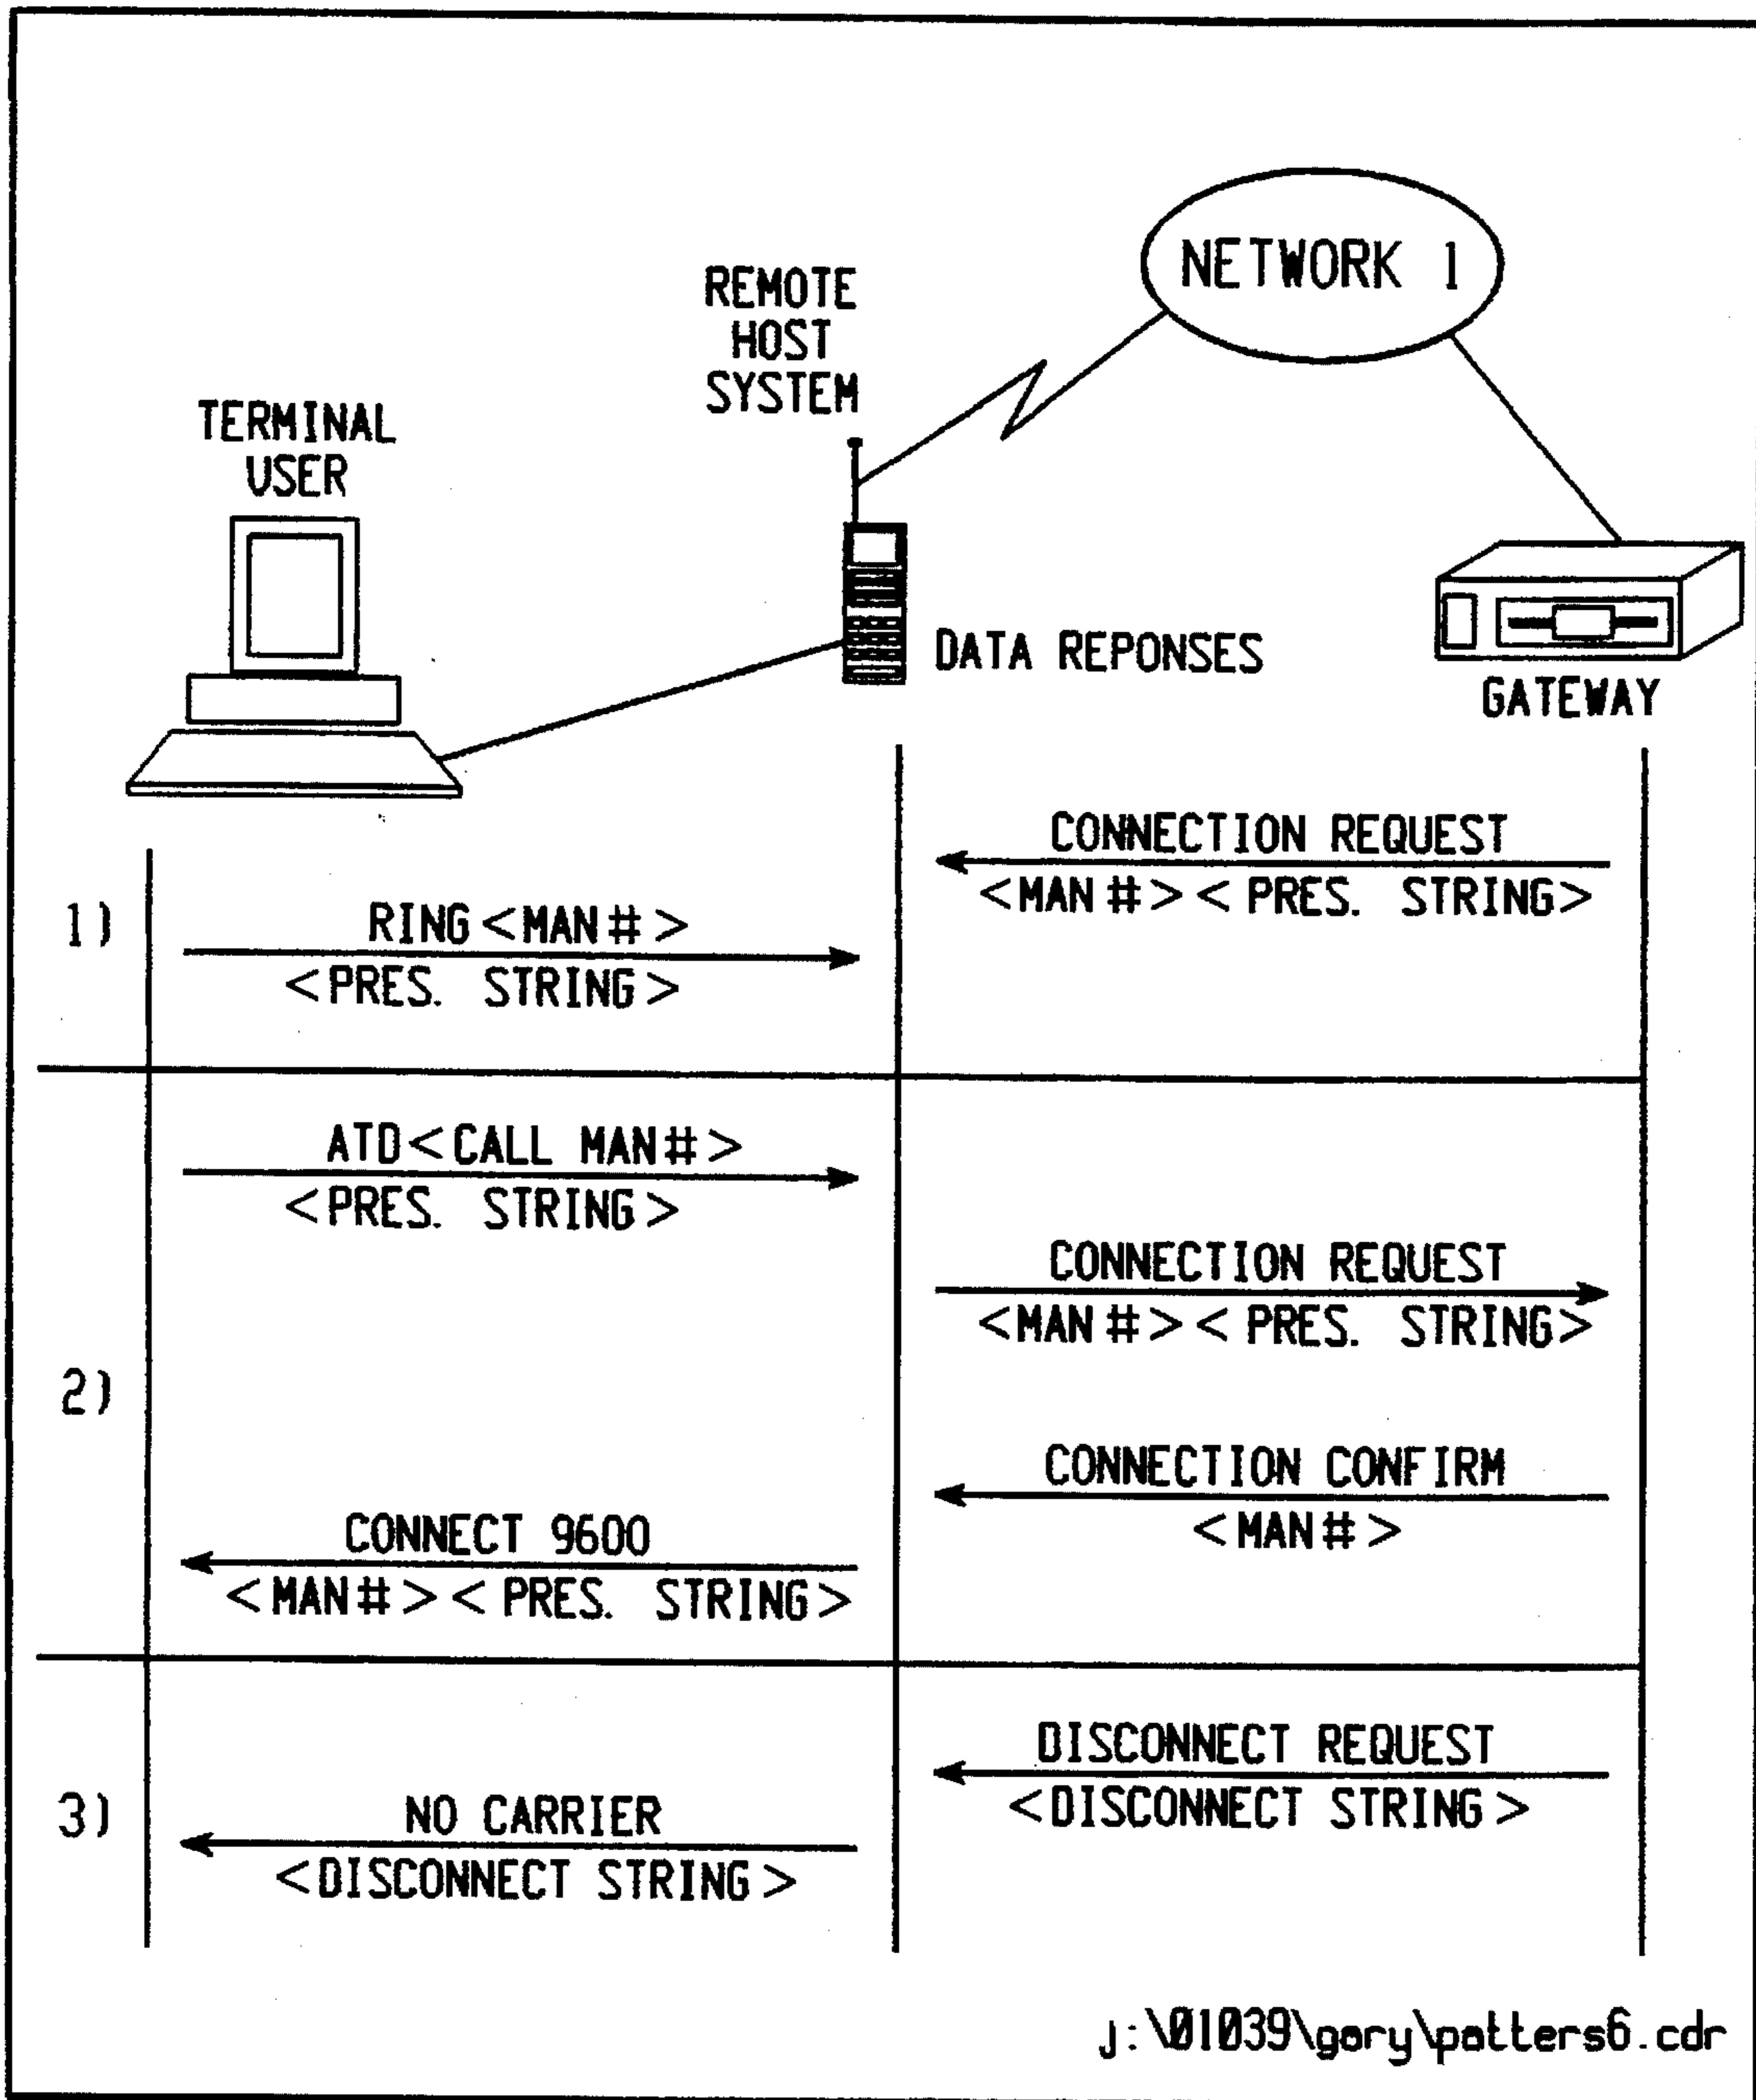 NETWORK 1
REMOTE
HOST
SYSTEM
TERMINAL
USER
DATA REPONSES
GATEWAY
CONNECTION REQUEST
<MAN #> < PRES. STRING>
1)
RING <MAN # >
<PRES. STRING >
ATD <CALL MAN# >
<PRES. STRING >
CONNECTION REQUEST
<MAN # > < PRES. STRING>
2)
CONNECTION CONFIRM
< MAN # >
CONNECT 9600
< MAN # > < PRES. STRING >
DISCONNECT REQUEST
<DISCONNECT STRING >
3)
NO CARRIER
<DISCONNECT STRING >
j:\01039\gary\patters6.cdr